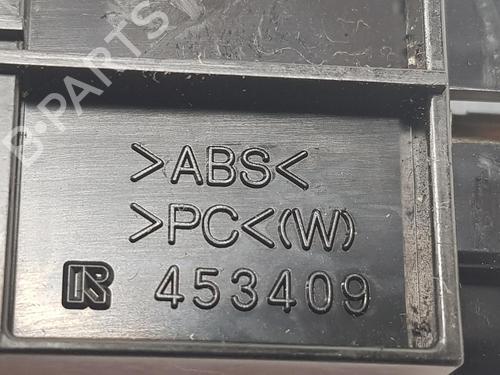 B-PARTS
>ABS<
>PC<(W)
R 453409